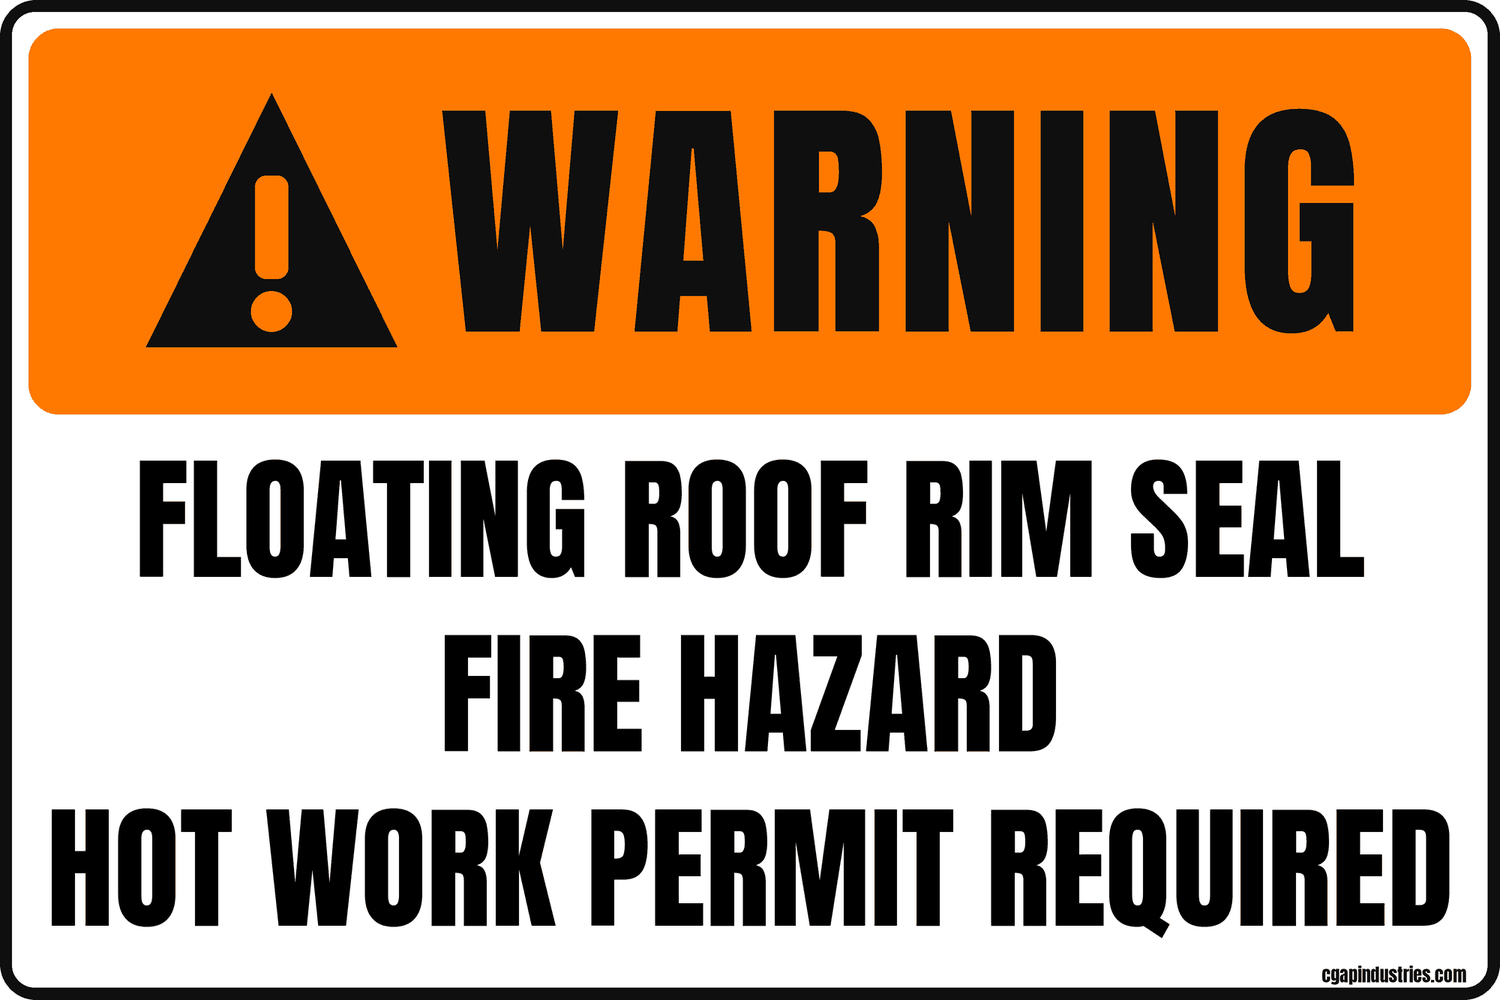 WARNING
FLOATING ROOF RIM SEAL
FIRE HAZARD
HOT WORK PERMIT REQUIRED
cgapindustries.com